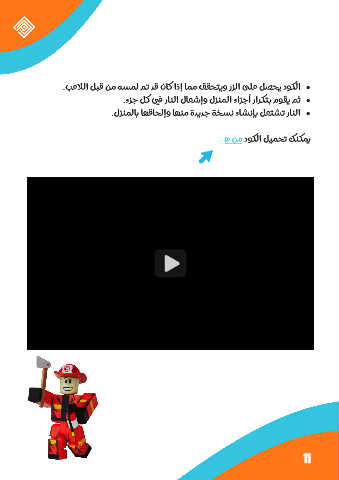 • الكود يحصل على الزر ويتحقق مما إذا كان قد تم لمسه من قبل اللاعب.
• ثم يقوم بتكرار أجزاء المنزل وإشعال النار في كل جزء.
• النار تشتعل بإنشاء نسخة جديدة منها وإلحاقها بالمنزل.
يمكنك تحميل الكود من
11